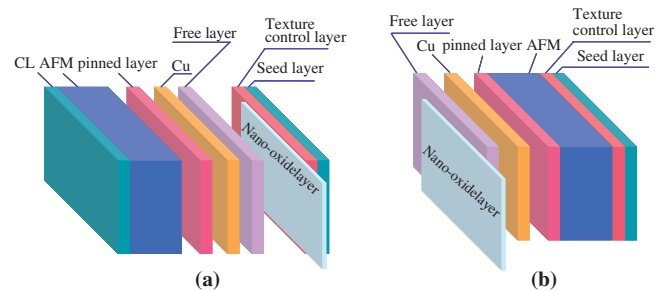 Free layer
Texture
control layer
CL AFM pinned layer
Cu
Seed layer
Nano-oxidelayer
(a)
Free layer
Texture
control layer
Cu pinned layer AFM
Seed layer
Nano-oxidelayer
(b)